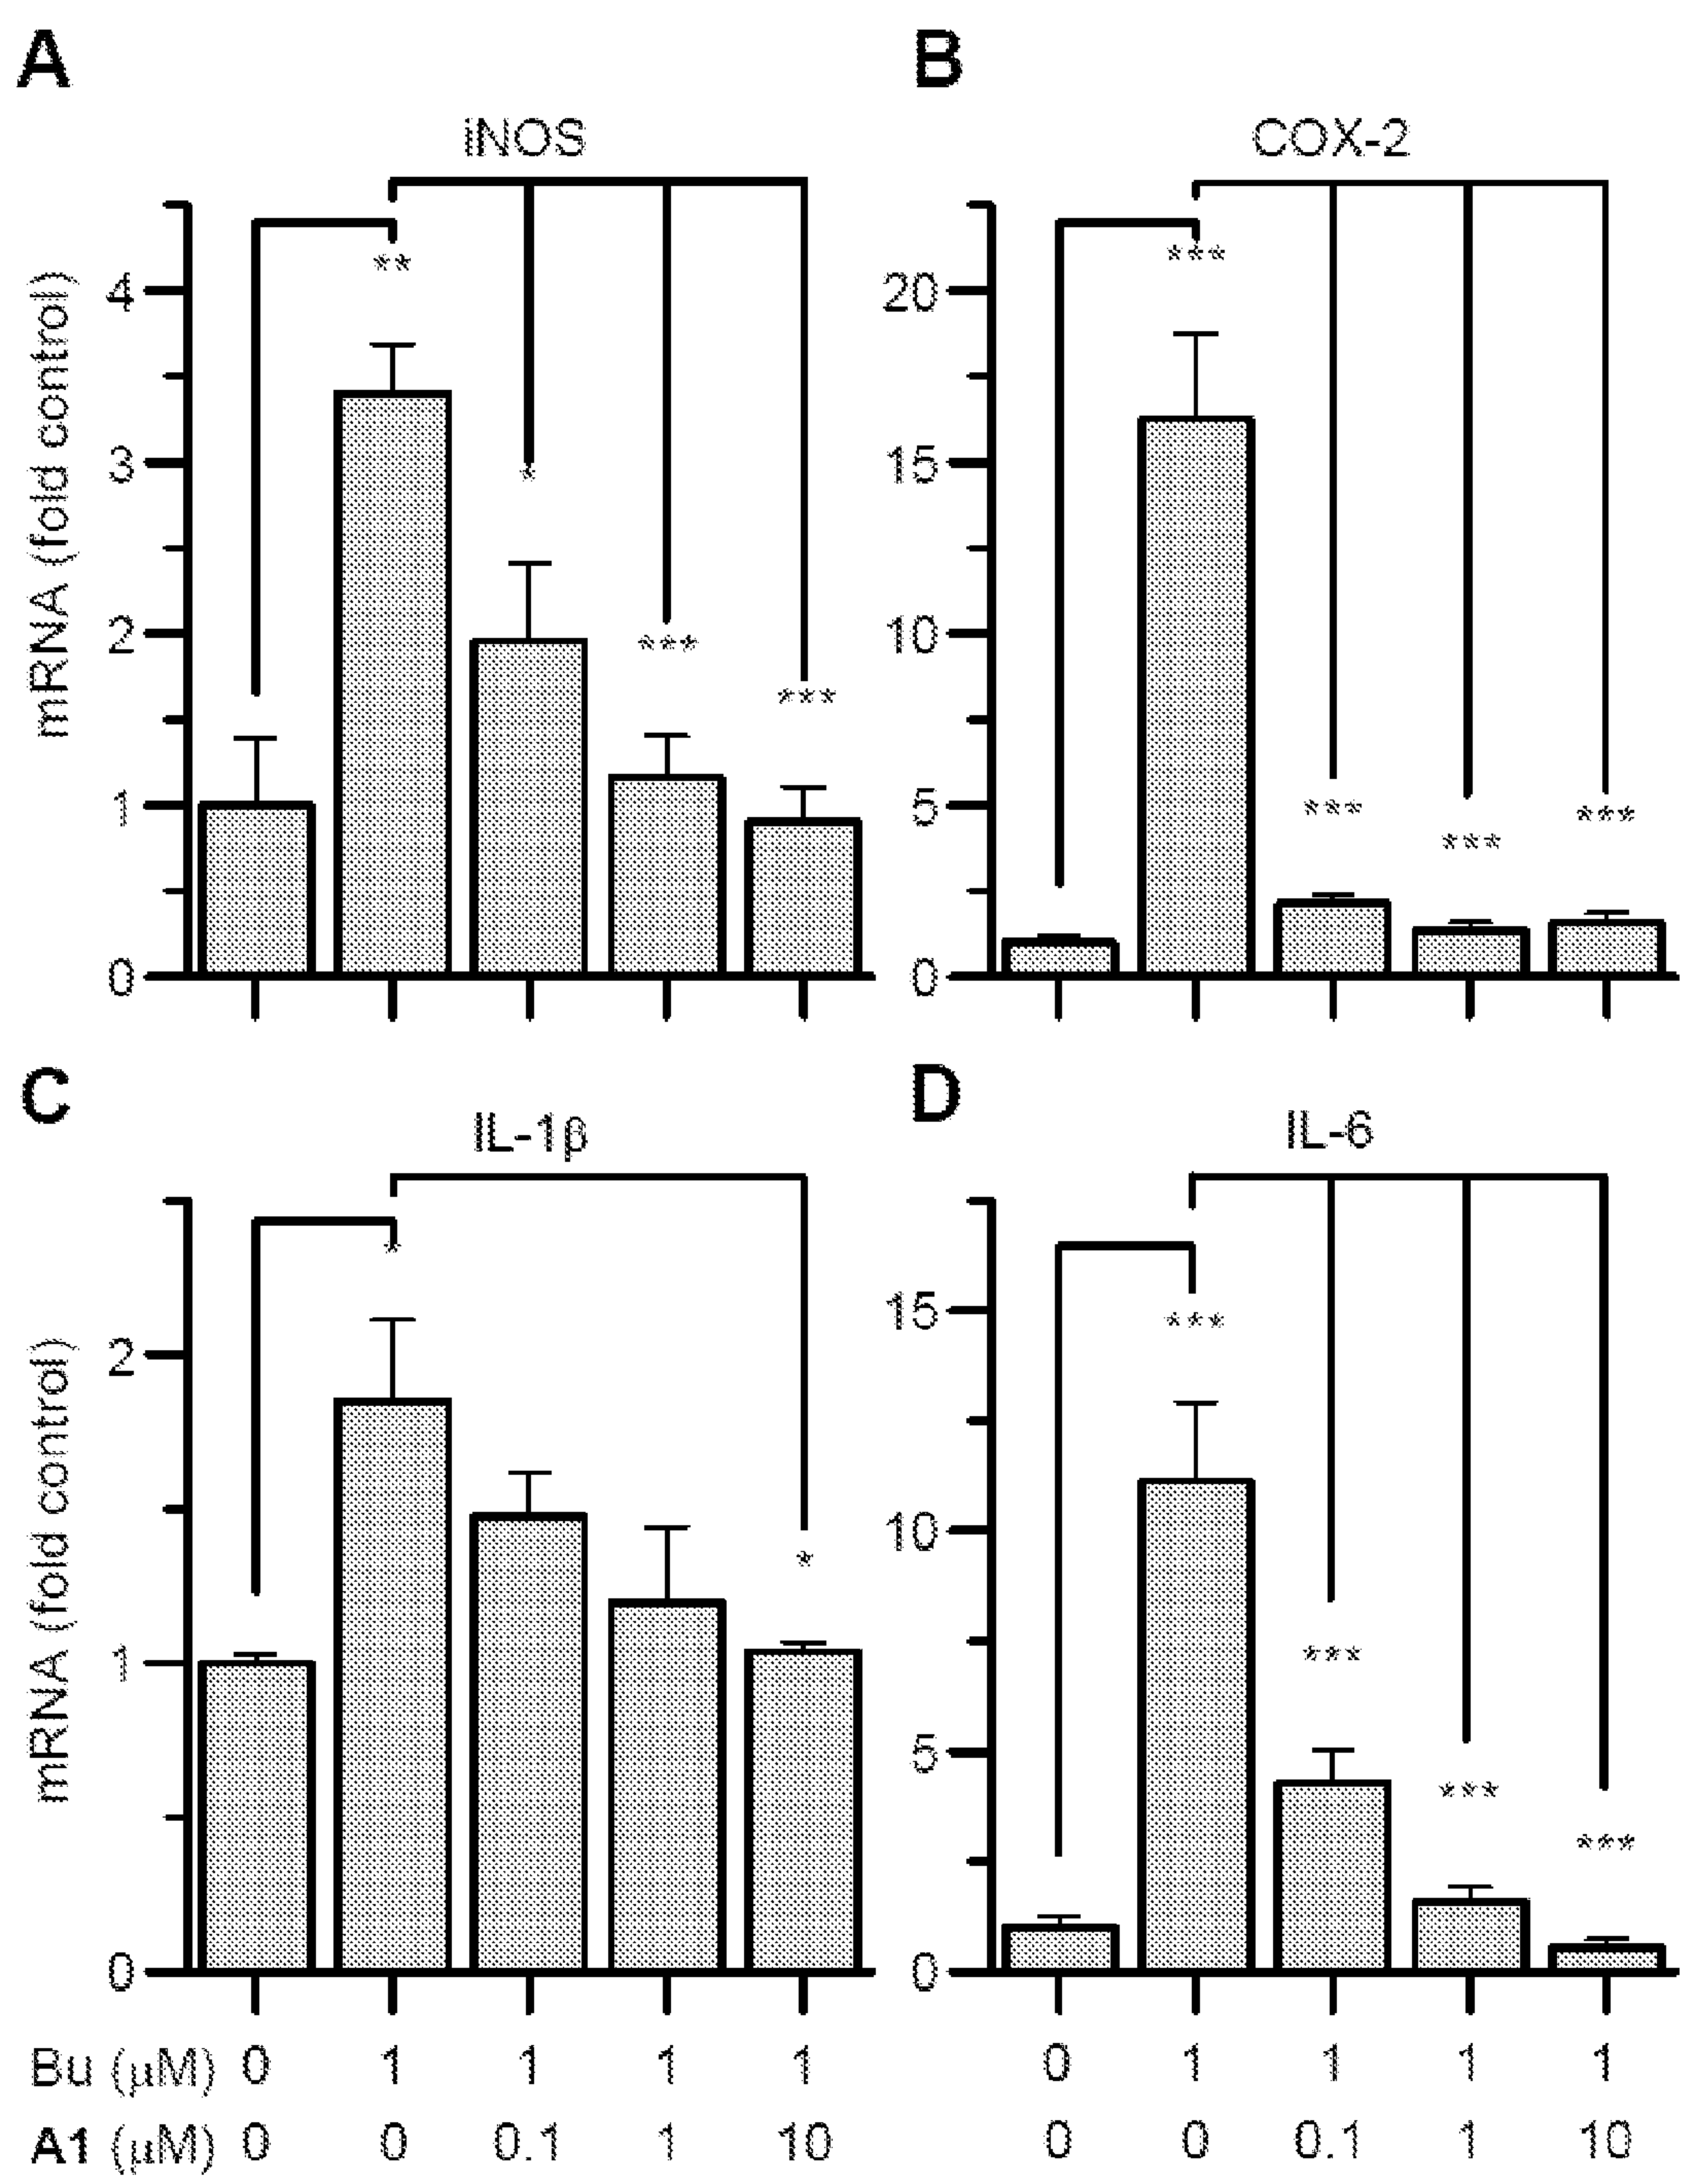 A
B
iNOS
COX-2
mRNA (fold control)
4
3
2
1
0
**
*
***
***
20
15
10
5
0
***
***
***
***
C
D
IL-1β
IL-6
mRNA (fold control)
2
1
0
*
*
15
10
5
0
***
***
***
***
Bu (μM) 0 1 1 1 1 0 1 1 1 1
A1 (μM) 0 0 0.1 1 10 0 0 0.1 1 10